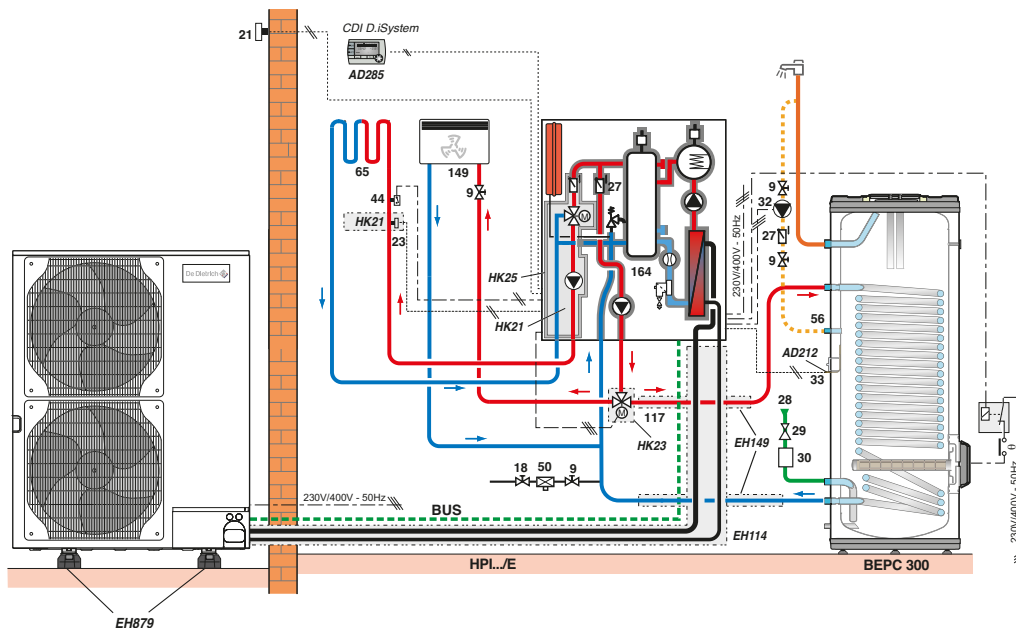 CDI D.iSystem
21
AD285
65
149
9
44
HK21
23
27
M
HK25
HK21
164
230V/400V - 50Hz
9
32
27
9
56
AD212
33
28
29
30
De Dietrich
M
117
HK23
EH149
18
50
9
230V/400V - 50Hz
BUS
EH114
θ
230V/400V - 50Hz
HPI.../E
BEPC 300
EH879